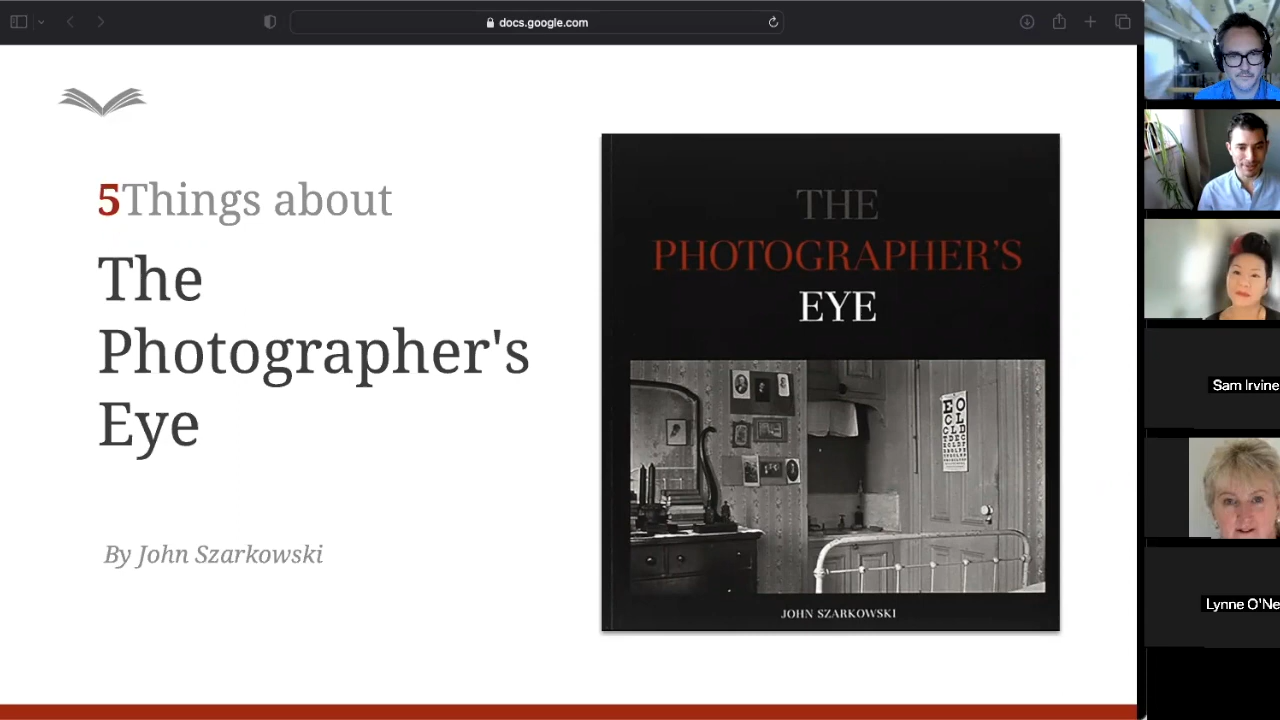 docs.google.com
5Things about
The
Photographer's
Eye
By John Szarkowski
THE
PHOTOGRAPHER'S
EYE
JOHN SZARKOWSKI
Sam Irvine
Lynne O'Ne